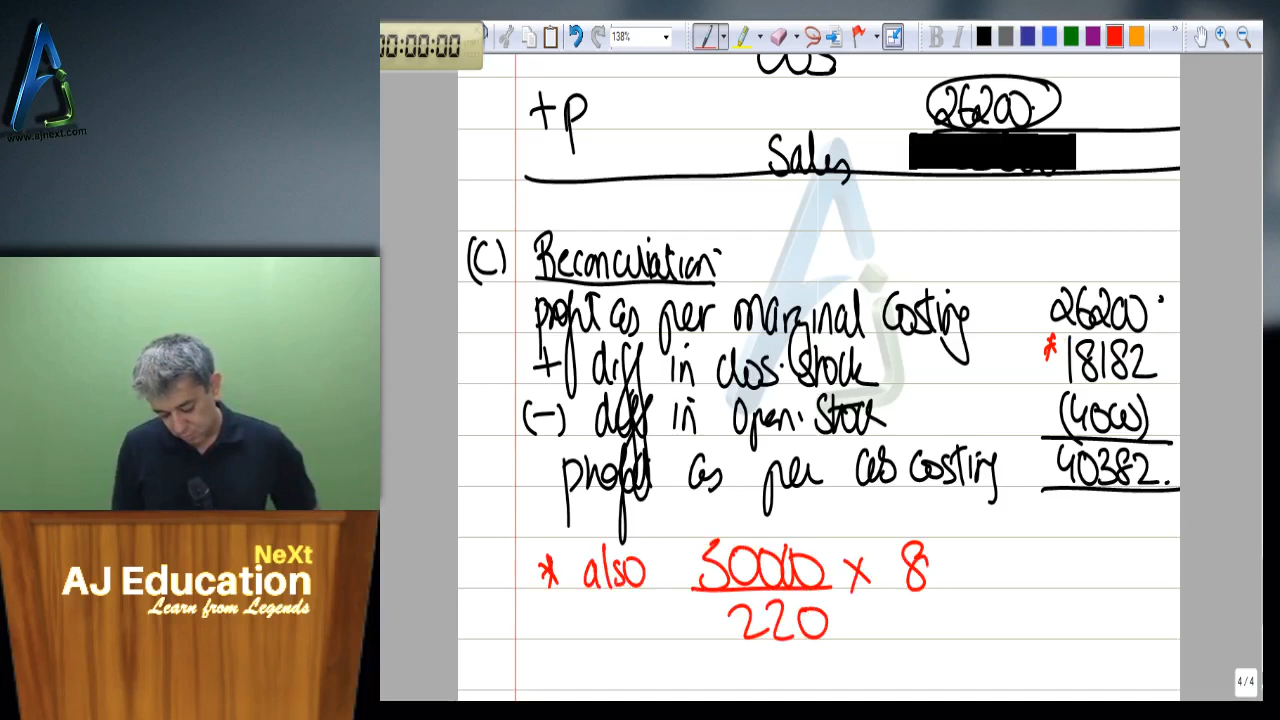 www.ajnext.com
00:00:00
138%
B I
Clos
+p 26200.
Sales
(C) Reconciliation
profit as per marginal costing 26200.
+ diff in clos. stock * 18182
(-) diff in Open. Stock (4000)
profit as per abs costing 40382.
* also 50000 × 8
220
NeXt
AJ Education
Learn from Legends
4/4